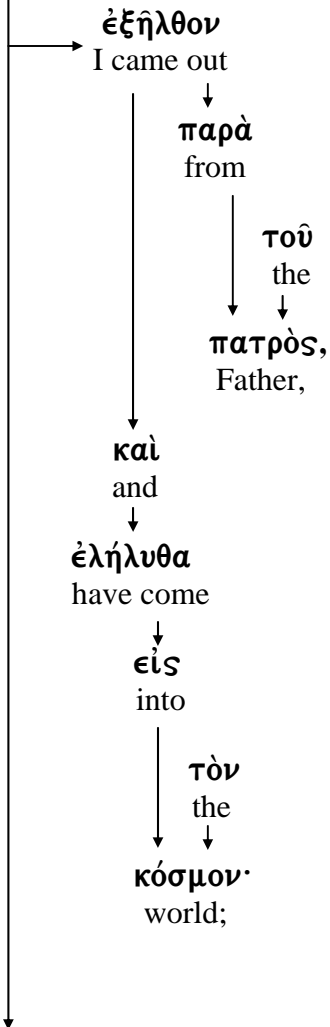 ἐξῆλθον
I came out
παρὰ
from
τοῦ
the
πατρὸς,
Father,
καὶ
and
ἐλήλυθα
have come
εἰς
into
τὸν
the
κόσμον·
world;